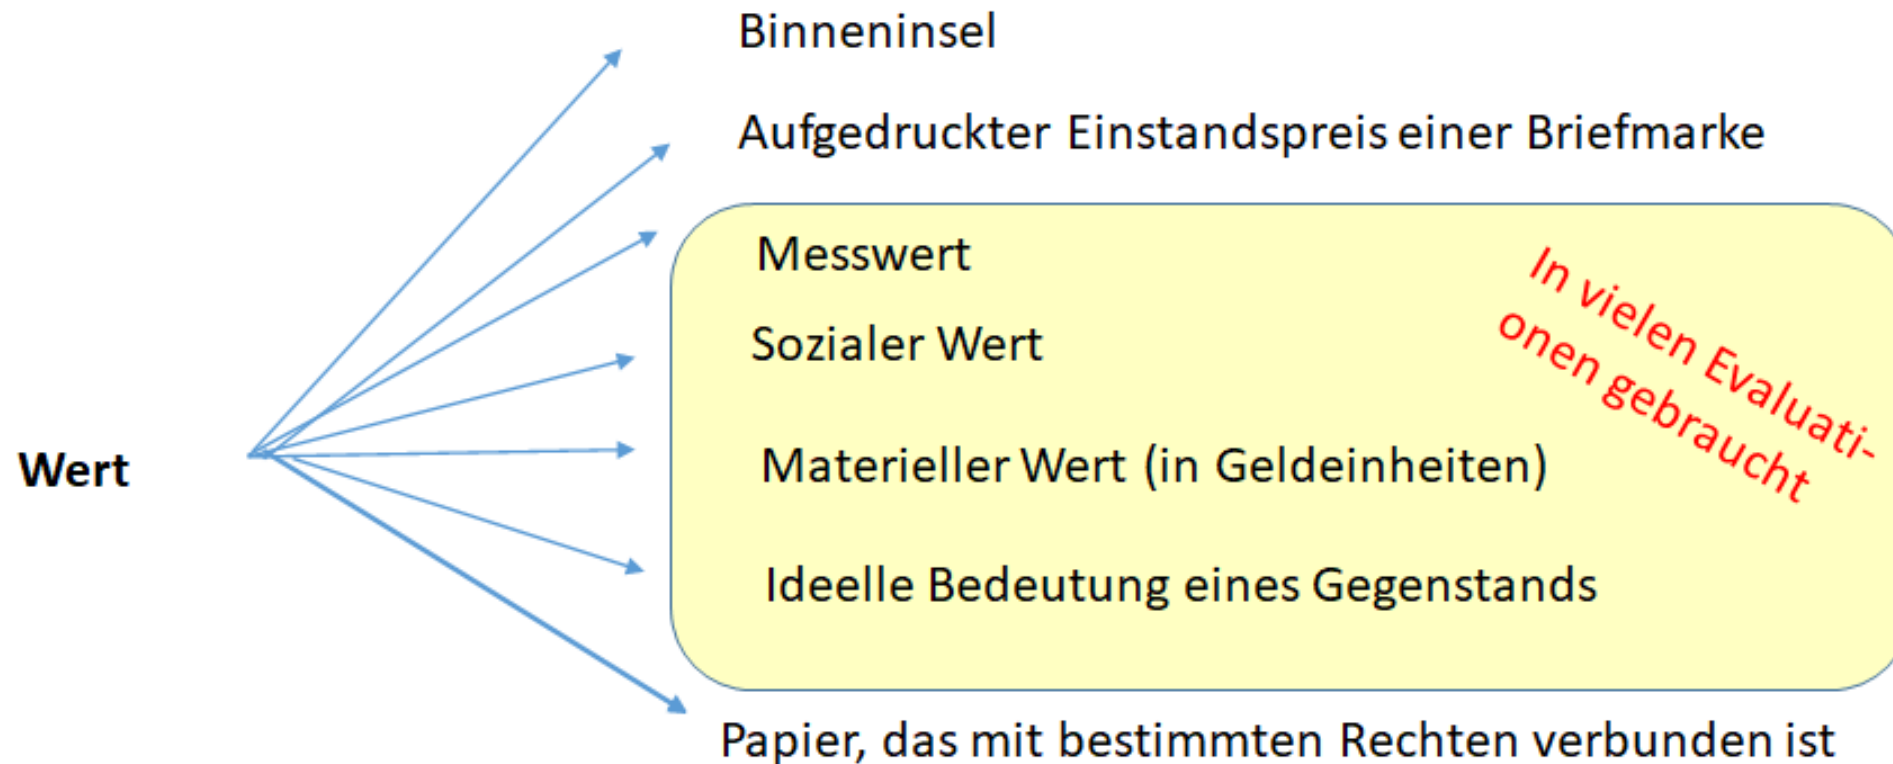 Binneninsel
Aufgedruckter Einstandspreis einer Briefmarke
Messwert
Sozialer Wert
In vielen Evaluati-
onen gebraucht
Wert
Materieller Wert (in Geldeinheiten)
Ideelle Bedeutung eines Gegenstands
Papier, das mit bestimmten Rechten verbunden ist